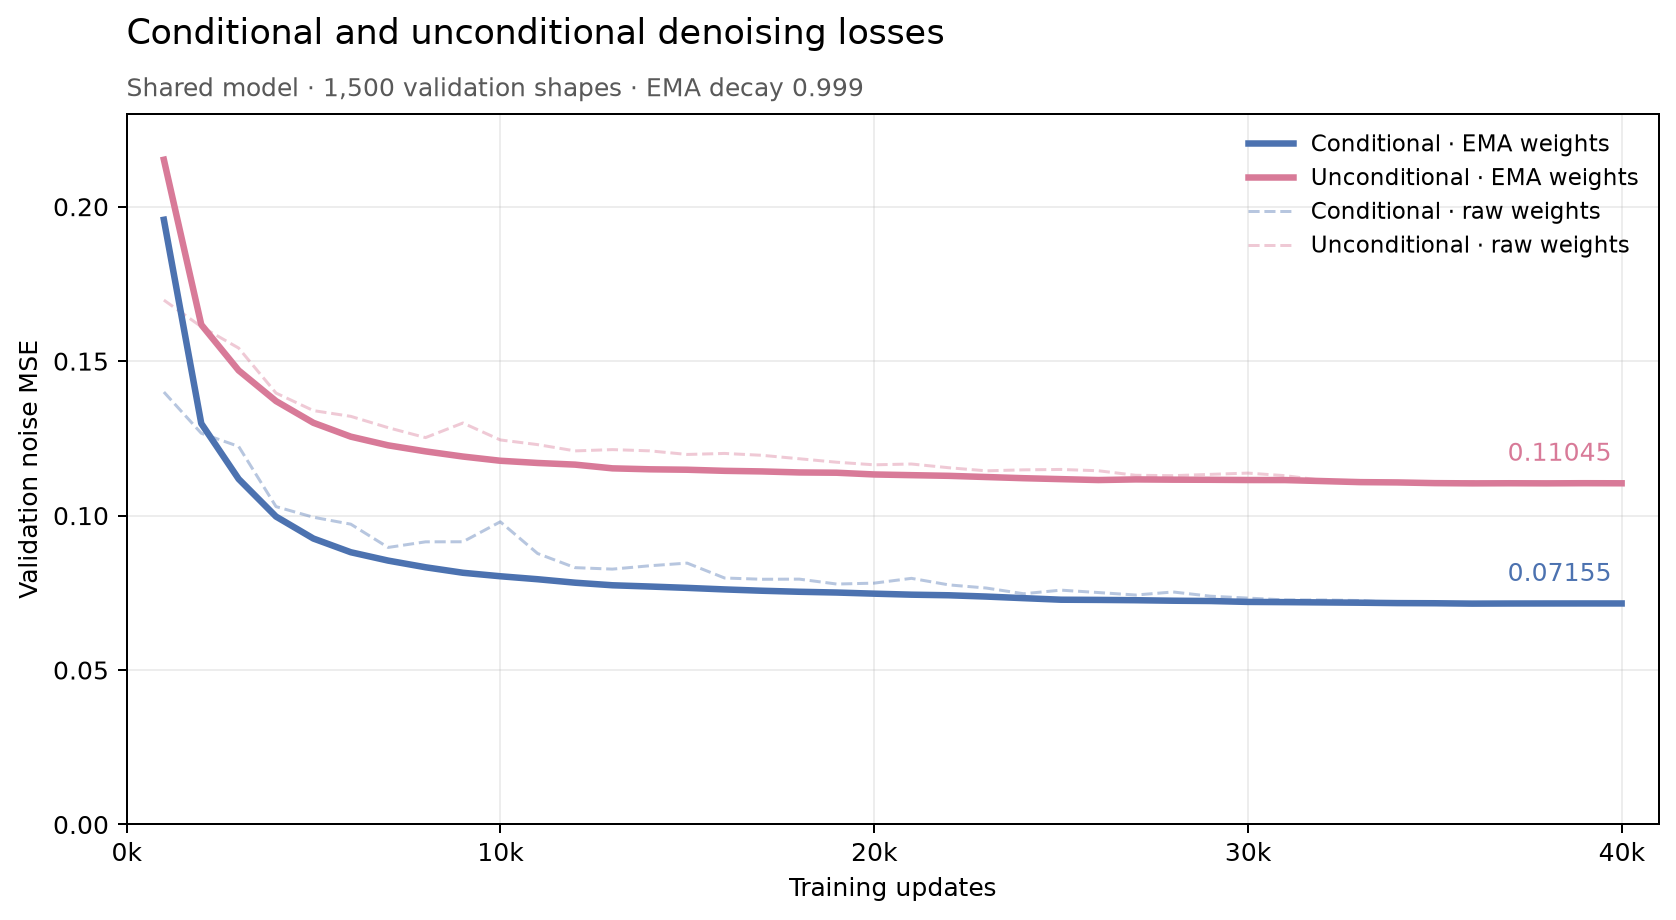 Conditional and unconditional denoising losses
Shared model · 1,500 validation shapes · EMA decay 0.999
Conditional · EMA weights
Unconditional · EMA weights
Conditional · raw weights
Unconditional · raw weights
Validation noise MSE
0.20
0.15
0.10
0.05
0.00
0.11045
0.07155
0k
10k
20k
30k
40k
Training updates